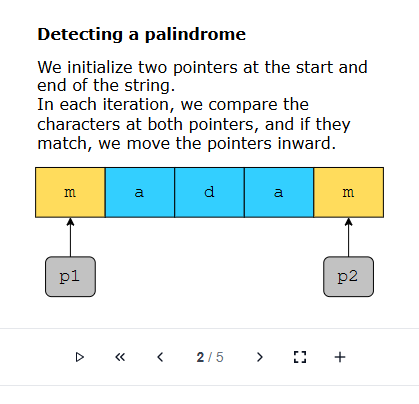 Detecting a palindrome
We initialize two pointers at the start and
end of the string.
In each iteration, we compare the
characters at both pointers, and if they
match, we move the pointers inward.
m a d a m
p1 p2
2 / 5